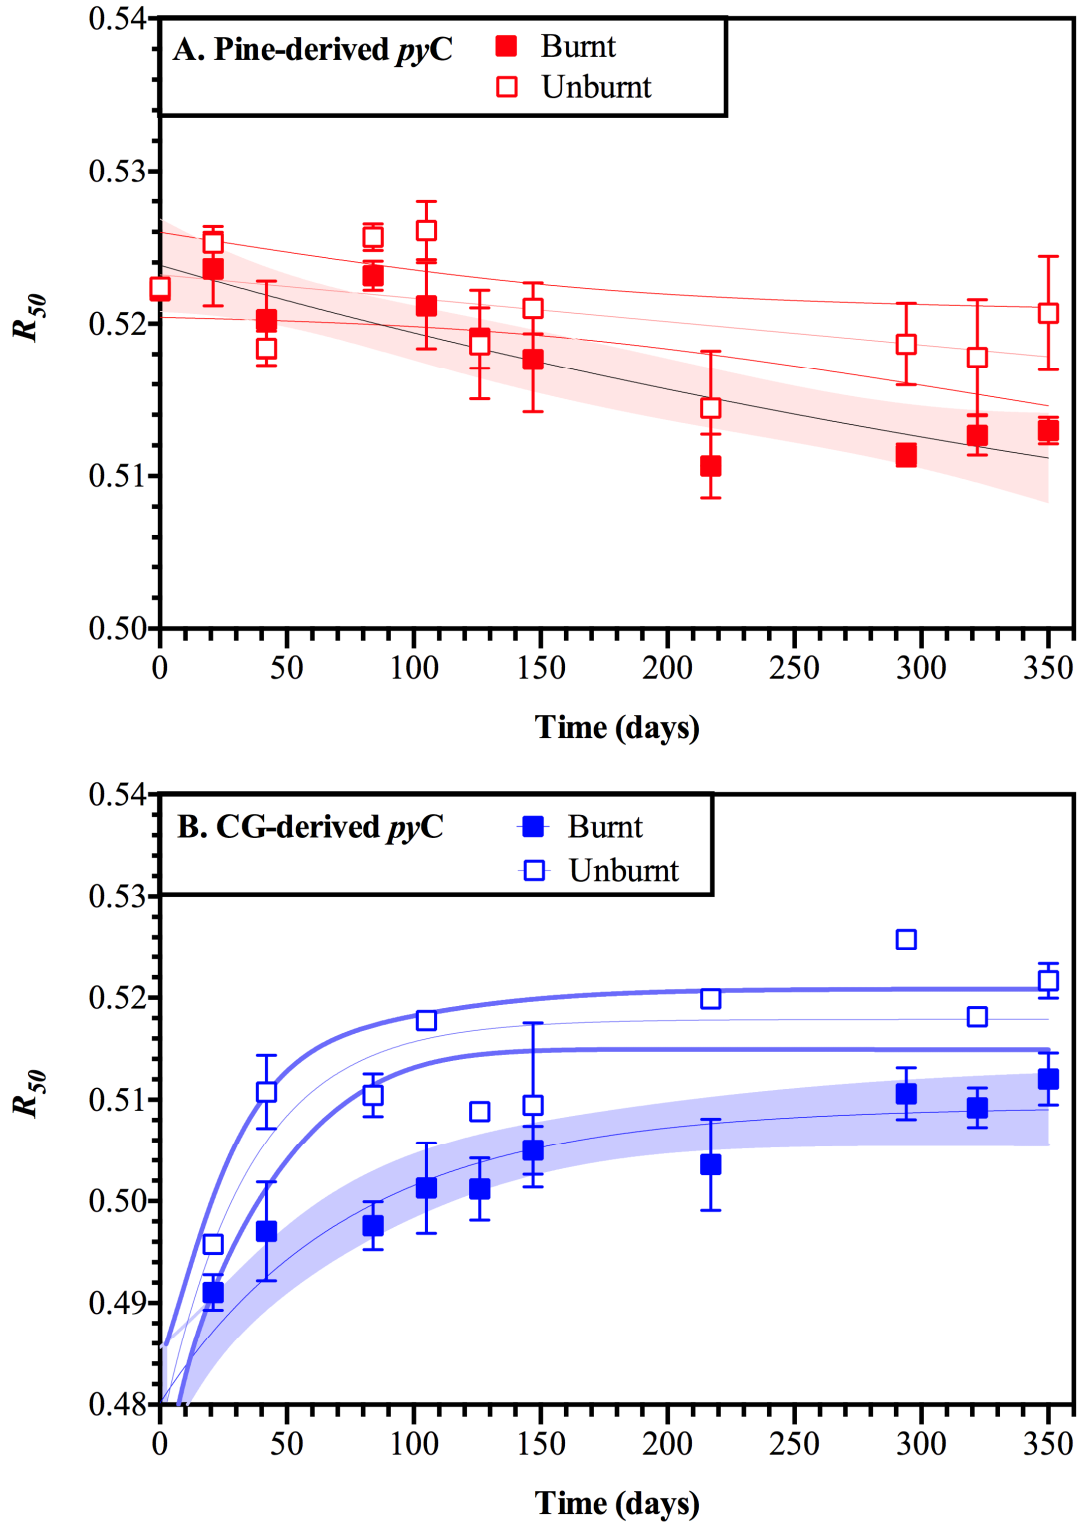 A. Pine-derived pyC
Burnt
Unburnt
0.54
0.53
0.52
0.51
0.50
R50
0 50 100 150 200 250 300 350
Time (days)
B. CG-derived pyC
Burnt
Unburnt
0.54
0.53
0.52
0.51
0.50
0.49
0.48
R50
0 50 100 150 200 250 300 350
Time (days)